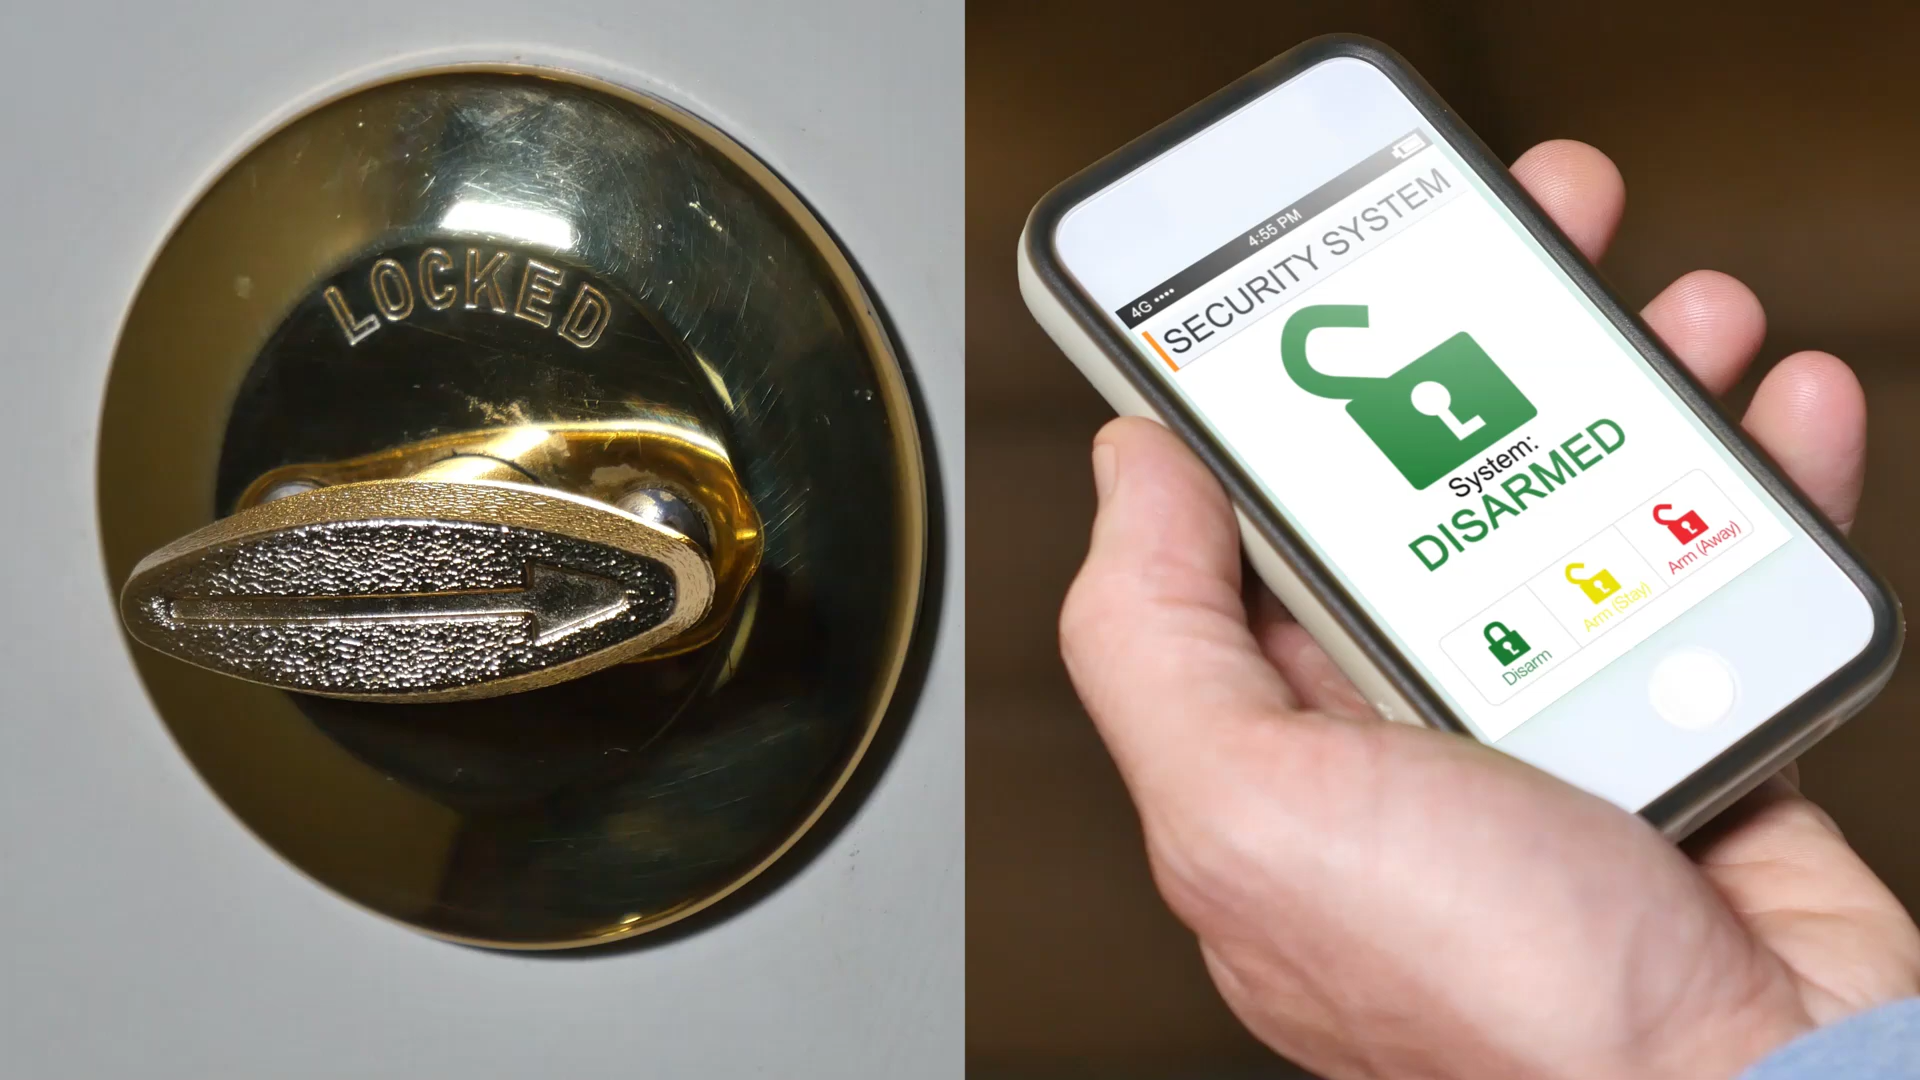 LOCKED
4G
4:55 PM
SECURITY SYSTEM
System:
DISARMED
Disarm
Arm (Stay)
Arm (Away)